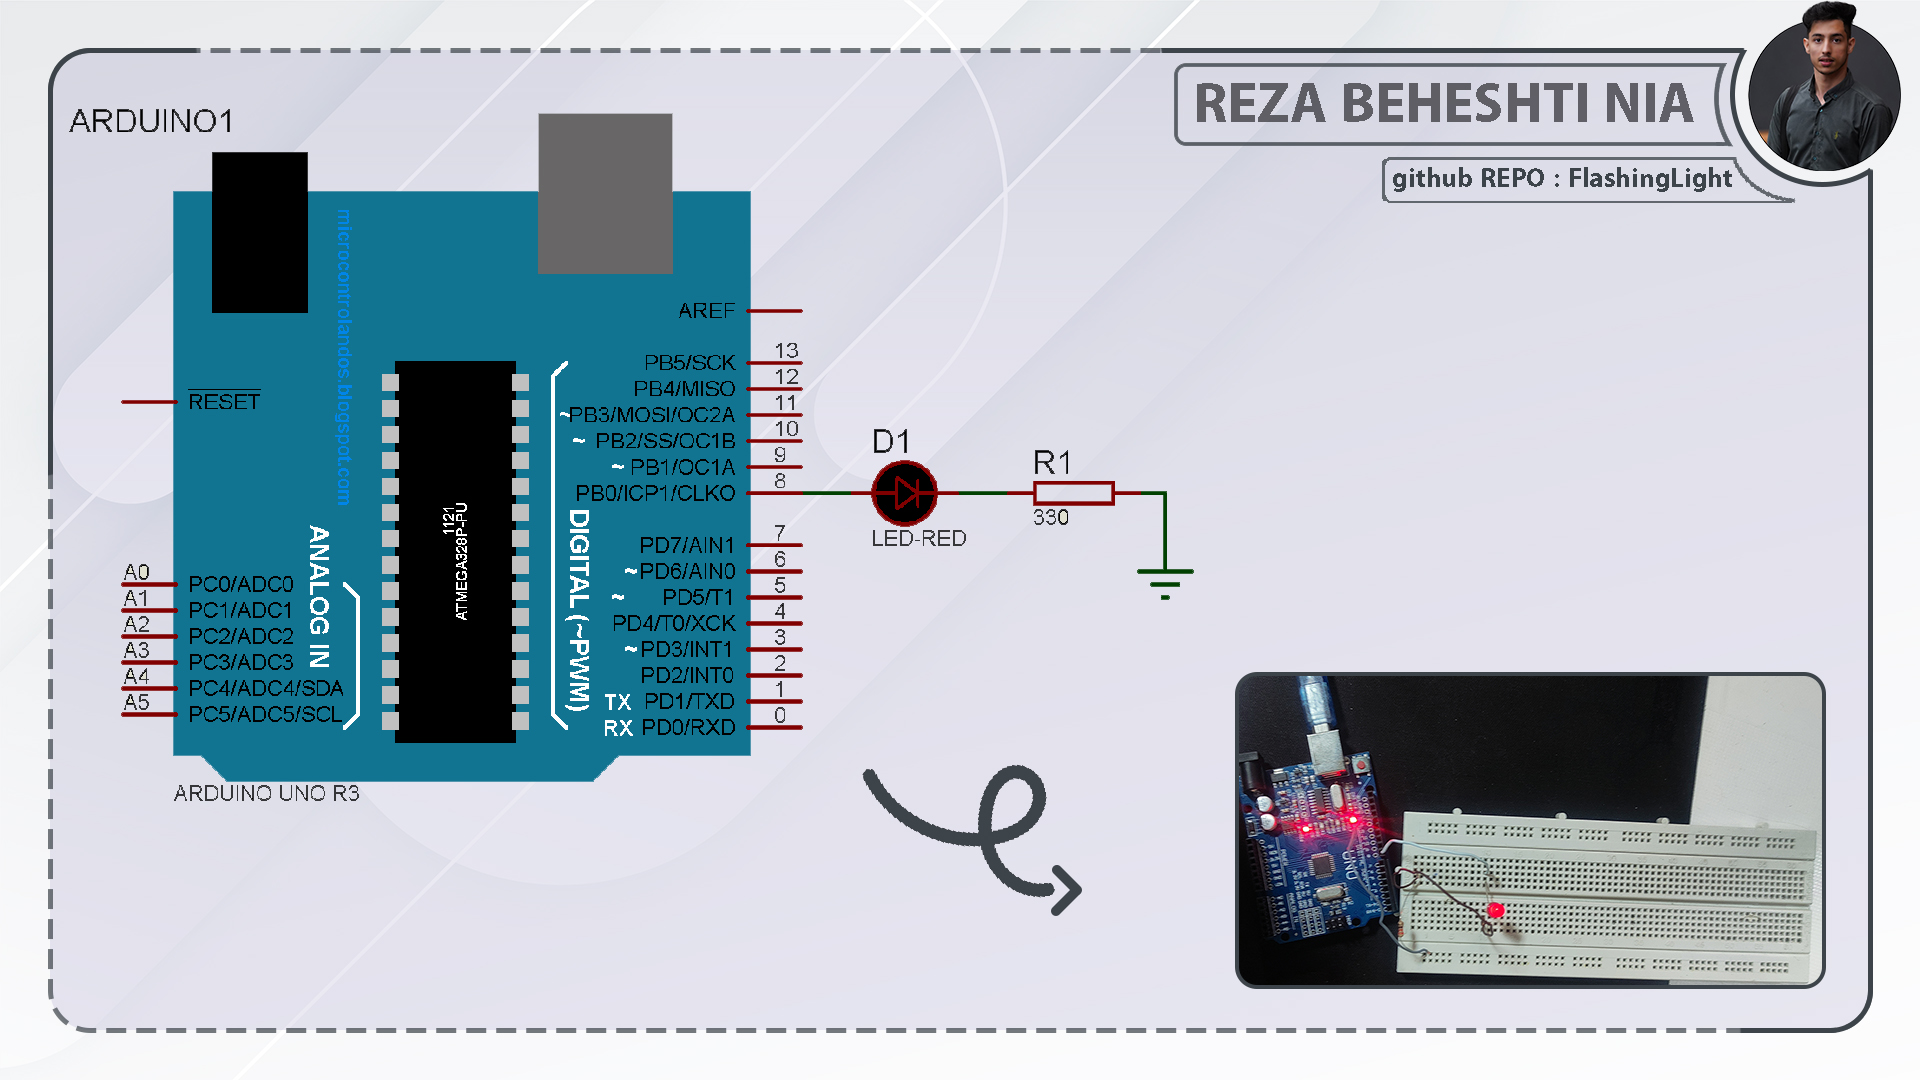 REZA BEHESHTI NIA
github REPO : FlashingLight
ARDUINO1
microcontrolandos.blogspot.com
AREF
RESET
PB5/SCK 13
PB4/MISO 12
~PB3/MOSI/OC2A 11
~ PB2/SS/OC1B 10
~ PB1/OC1A 9
PB0/ICP1/CLKO 8
PD7/AIN1 7
~PD6/AIN0 6
~ PD5/T1 5
PD4/T0/XCK 4
~PD3/INT1 3
PD2/INT0 2
TX PD1/TXD 1
RX PD0/RXD 0
A0 PC0/ADC0
A1 PC1/ADC1
A2 PC2/ADC2
A3 PC3/ADC3
A4 PC4/ADC4/SDA
A5 PC5/ADC5/SCL
ANALOG IN
1121
ATMEGA328P-PU
DIGITAL (~PWM)
ARDUINO UNO R3
D1
LED-RED
R1
330
UNO